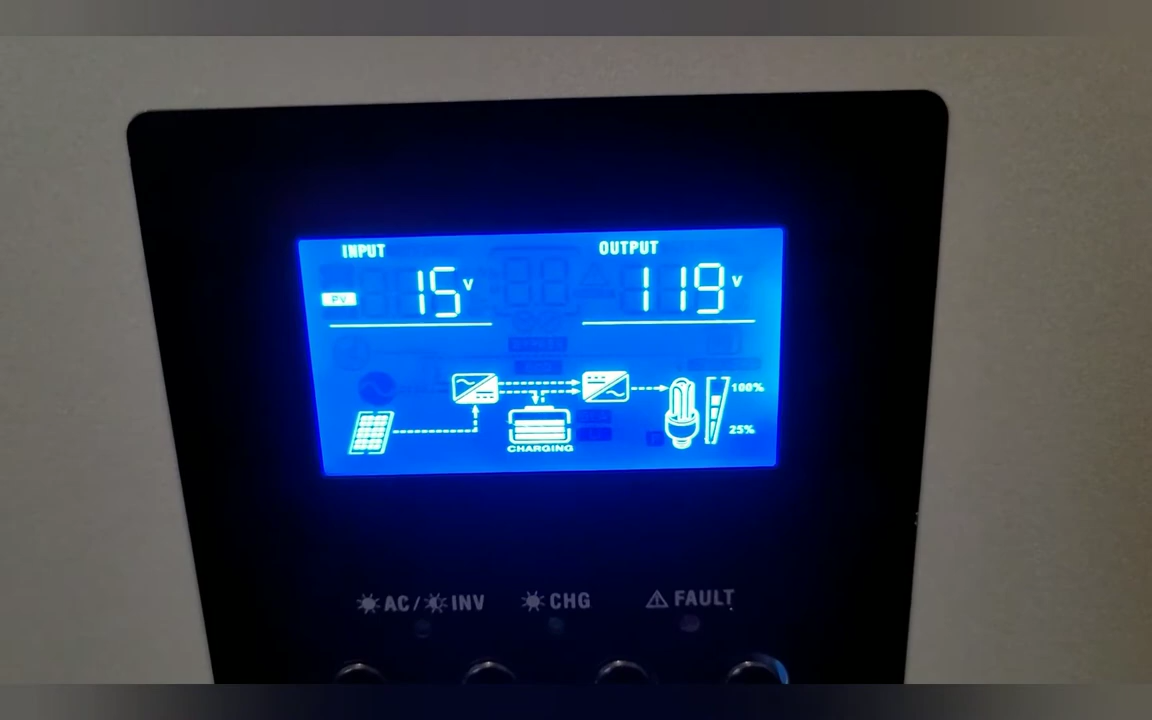 INPUT OUTPUT
PV 15 V 119 V
100%
25%
CHARGING
AC/ INV CHG FAULT